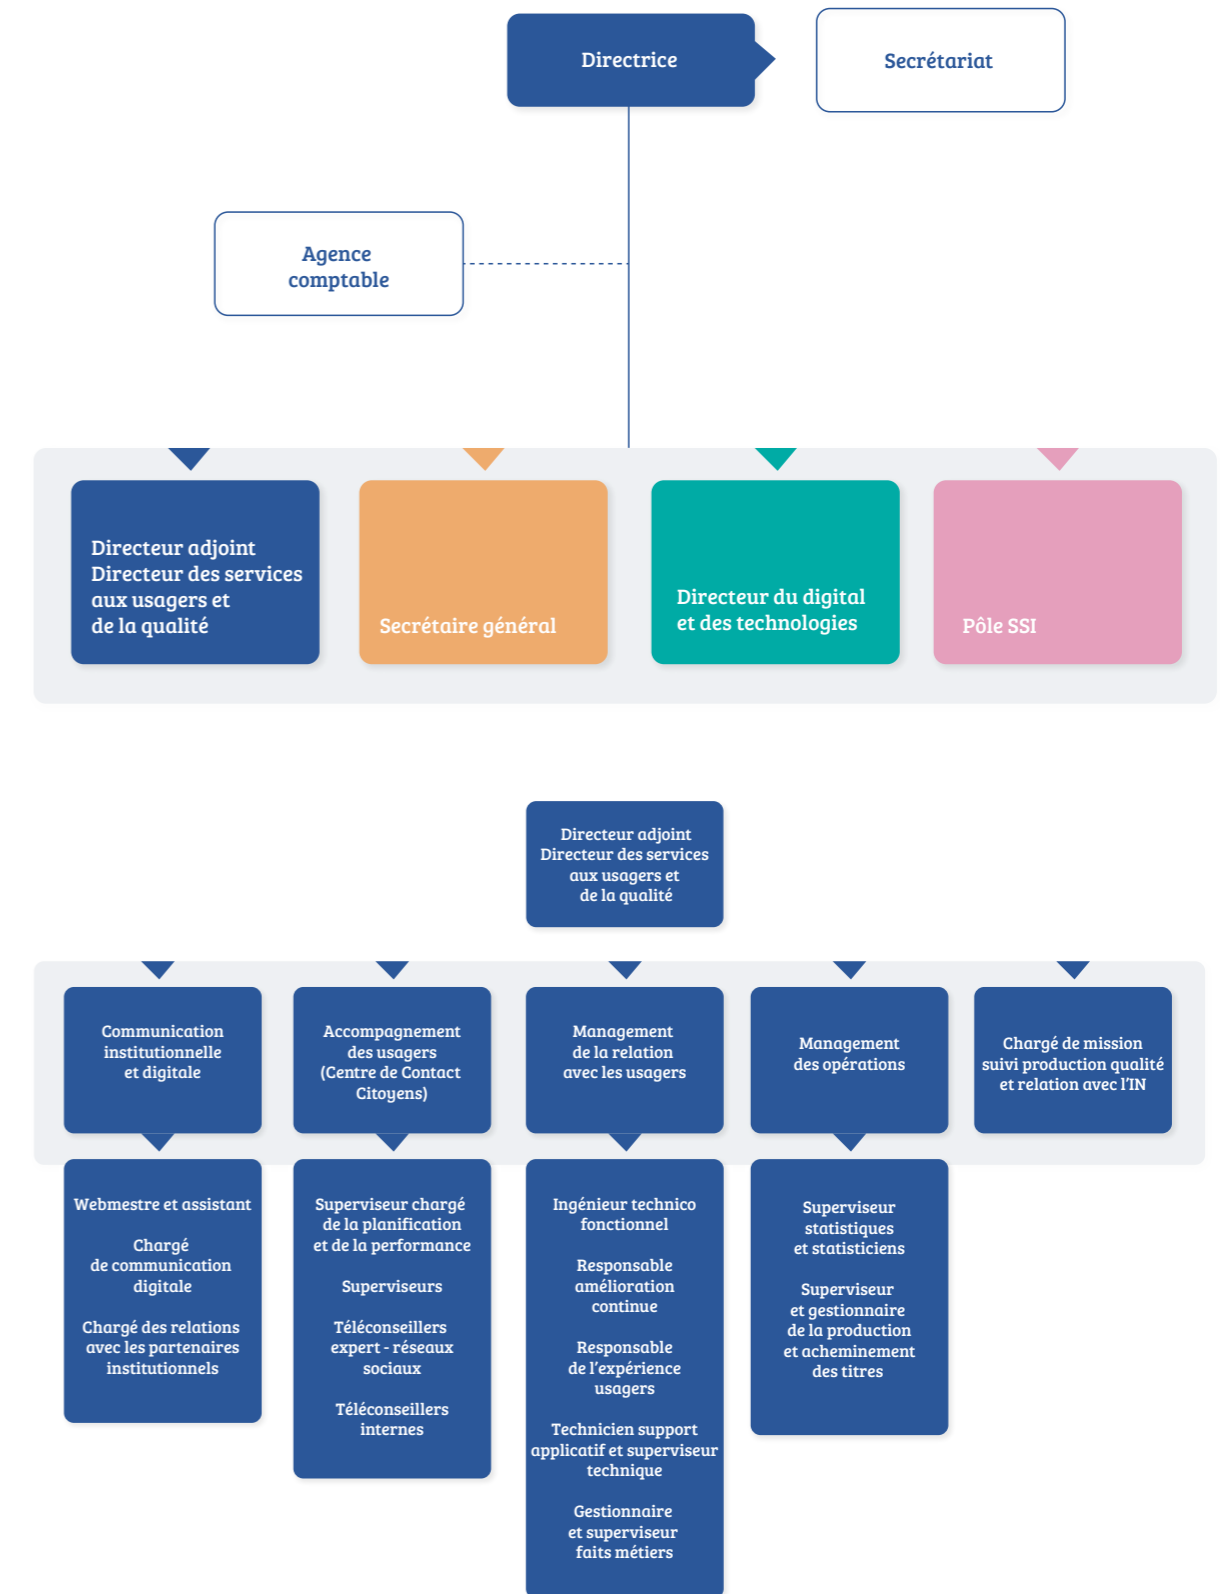 Directrice
Secrétariat
Agence
comptable
Directeur adjoint
Directeur des services
aux usagers et
de la qualité
Secrétaire général
Directeur du digital
et des technologies
Pôle SSI
Directeur adjoint
Directeur des services
aux usagers et
de la qualité
Communication
institutionnelle
et digitale
Accompagnement
des usagers
(Centre de Contact
Citoyens)
Management
de la relation
avec les usagers
Management
des opérations
Chargé de mission
suivi production qualité
et relation avec l'IN
Webmestre et assistant
Chargé
de communication
digitale
Chargé des relations
avec les partenaires
institutionnels
Superviseur chargé
de la planification
et de la performance
Superviseurs
Téléconseillers
expert - réseaux
sociaux
Téléconseillers
internes
Ingénieur technico
fonctionnel
Responsable
amélioration
continue
Responsable
de l'expérience
usagers
Technicien support
applicatif et superviseur
technique
Gestionnaire
et superviseur
faits métiers
Superviseur
statistiques
et statisticiens
Superviseur
et gestionnaire
de la production
et acheminement
des titres